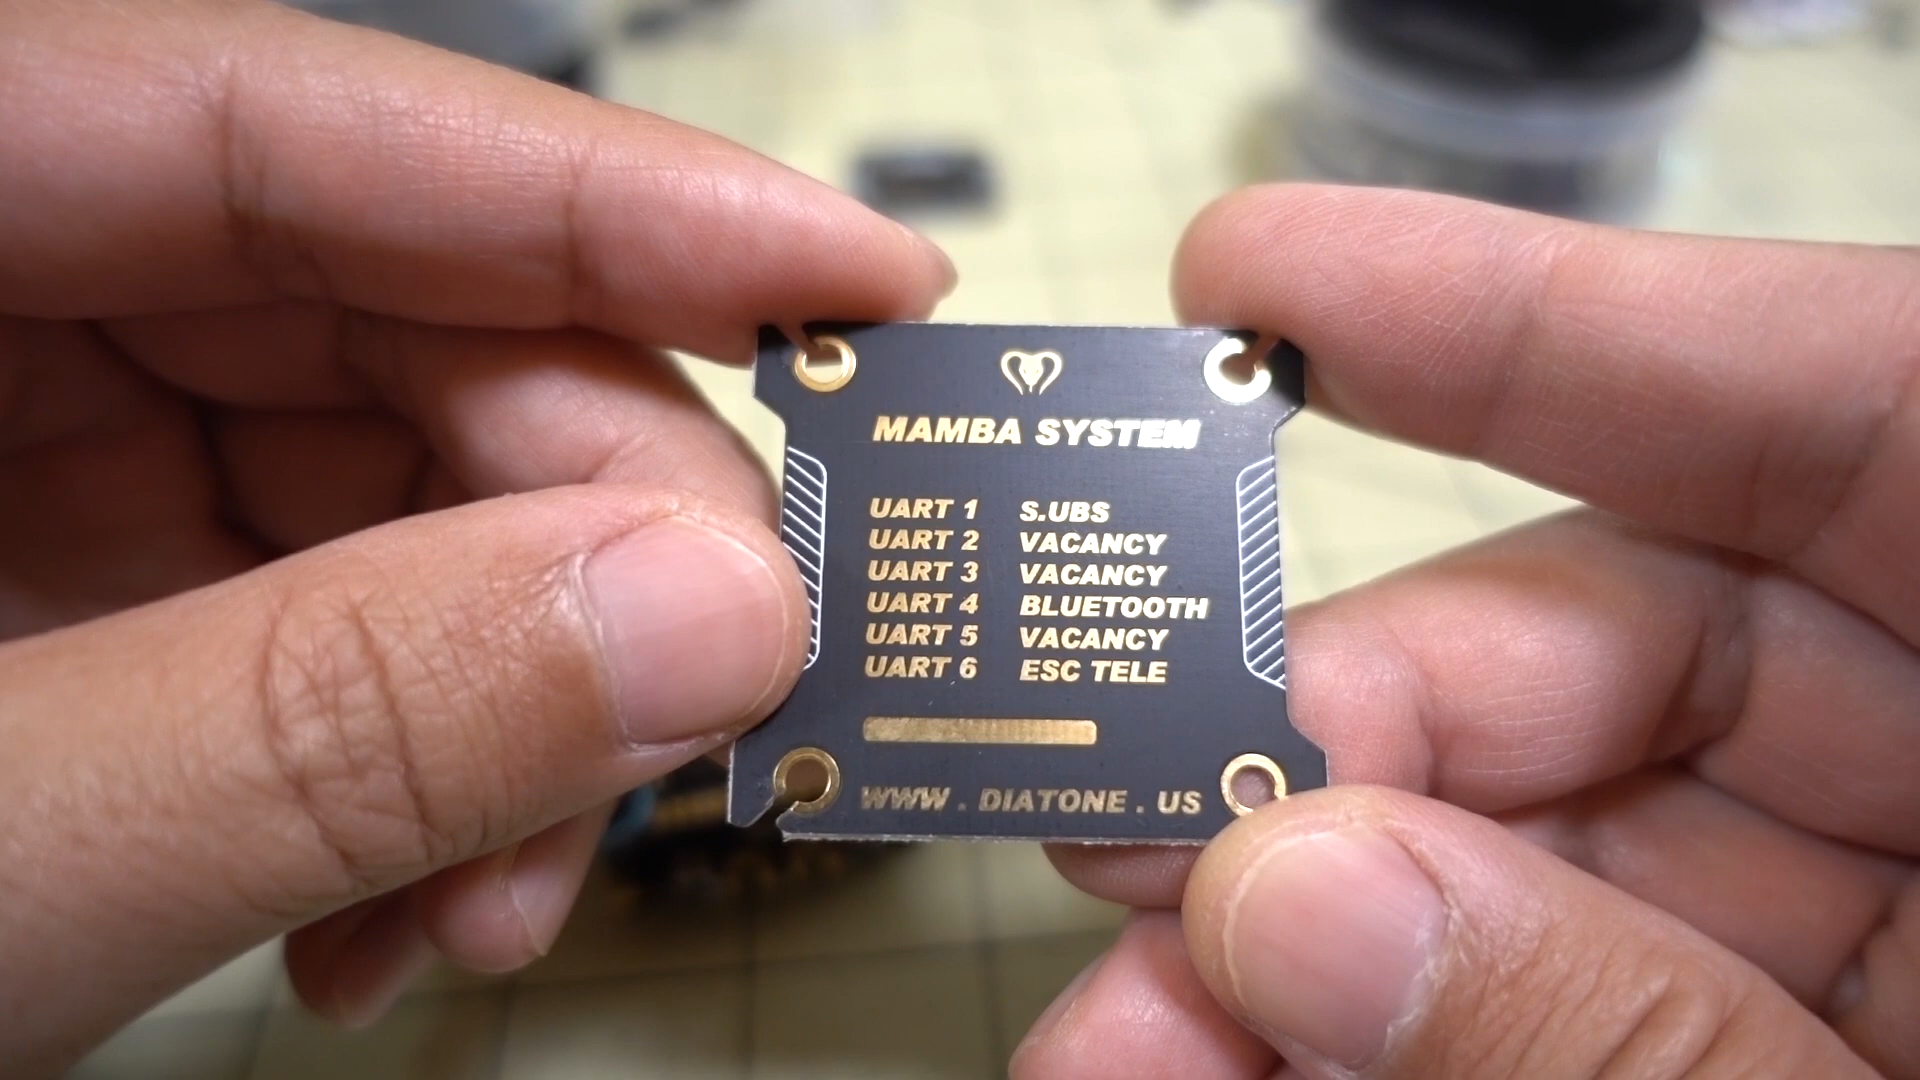 MAMBA SYSTEM
UART 1 S.UBS
UART 2 VACANCY
UART 3 VACANCY
UART 4 BLUETOOTH
UART 5 VACANCY
UART 6 ESC TELE
WWW . DIATONE . US